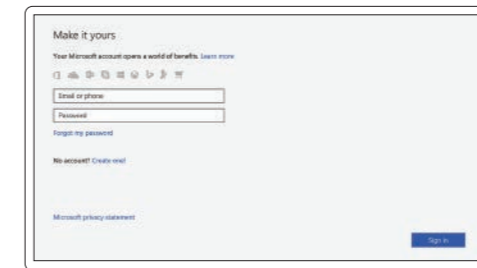 Make it yours
Your Microsoft account opens a world of benefits. Learn more
Email or phone
Password
Forgot my password
No account? Create one!
Microsoft privacy statement
Sign in